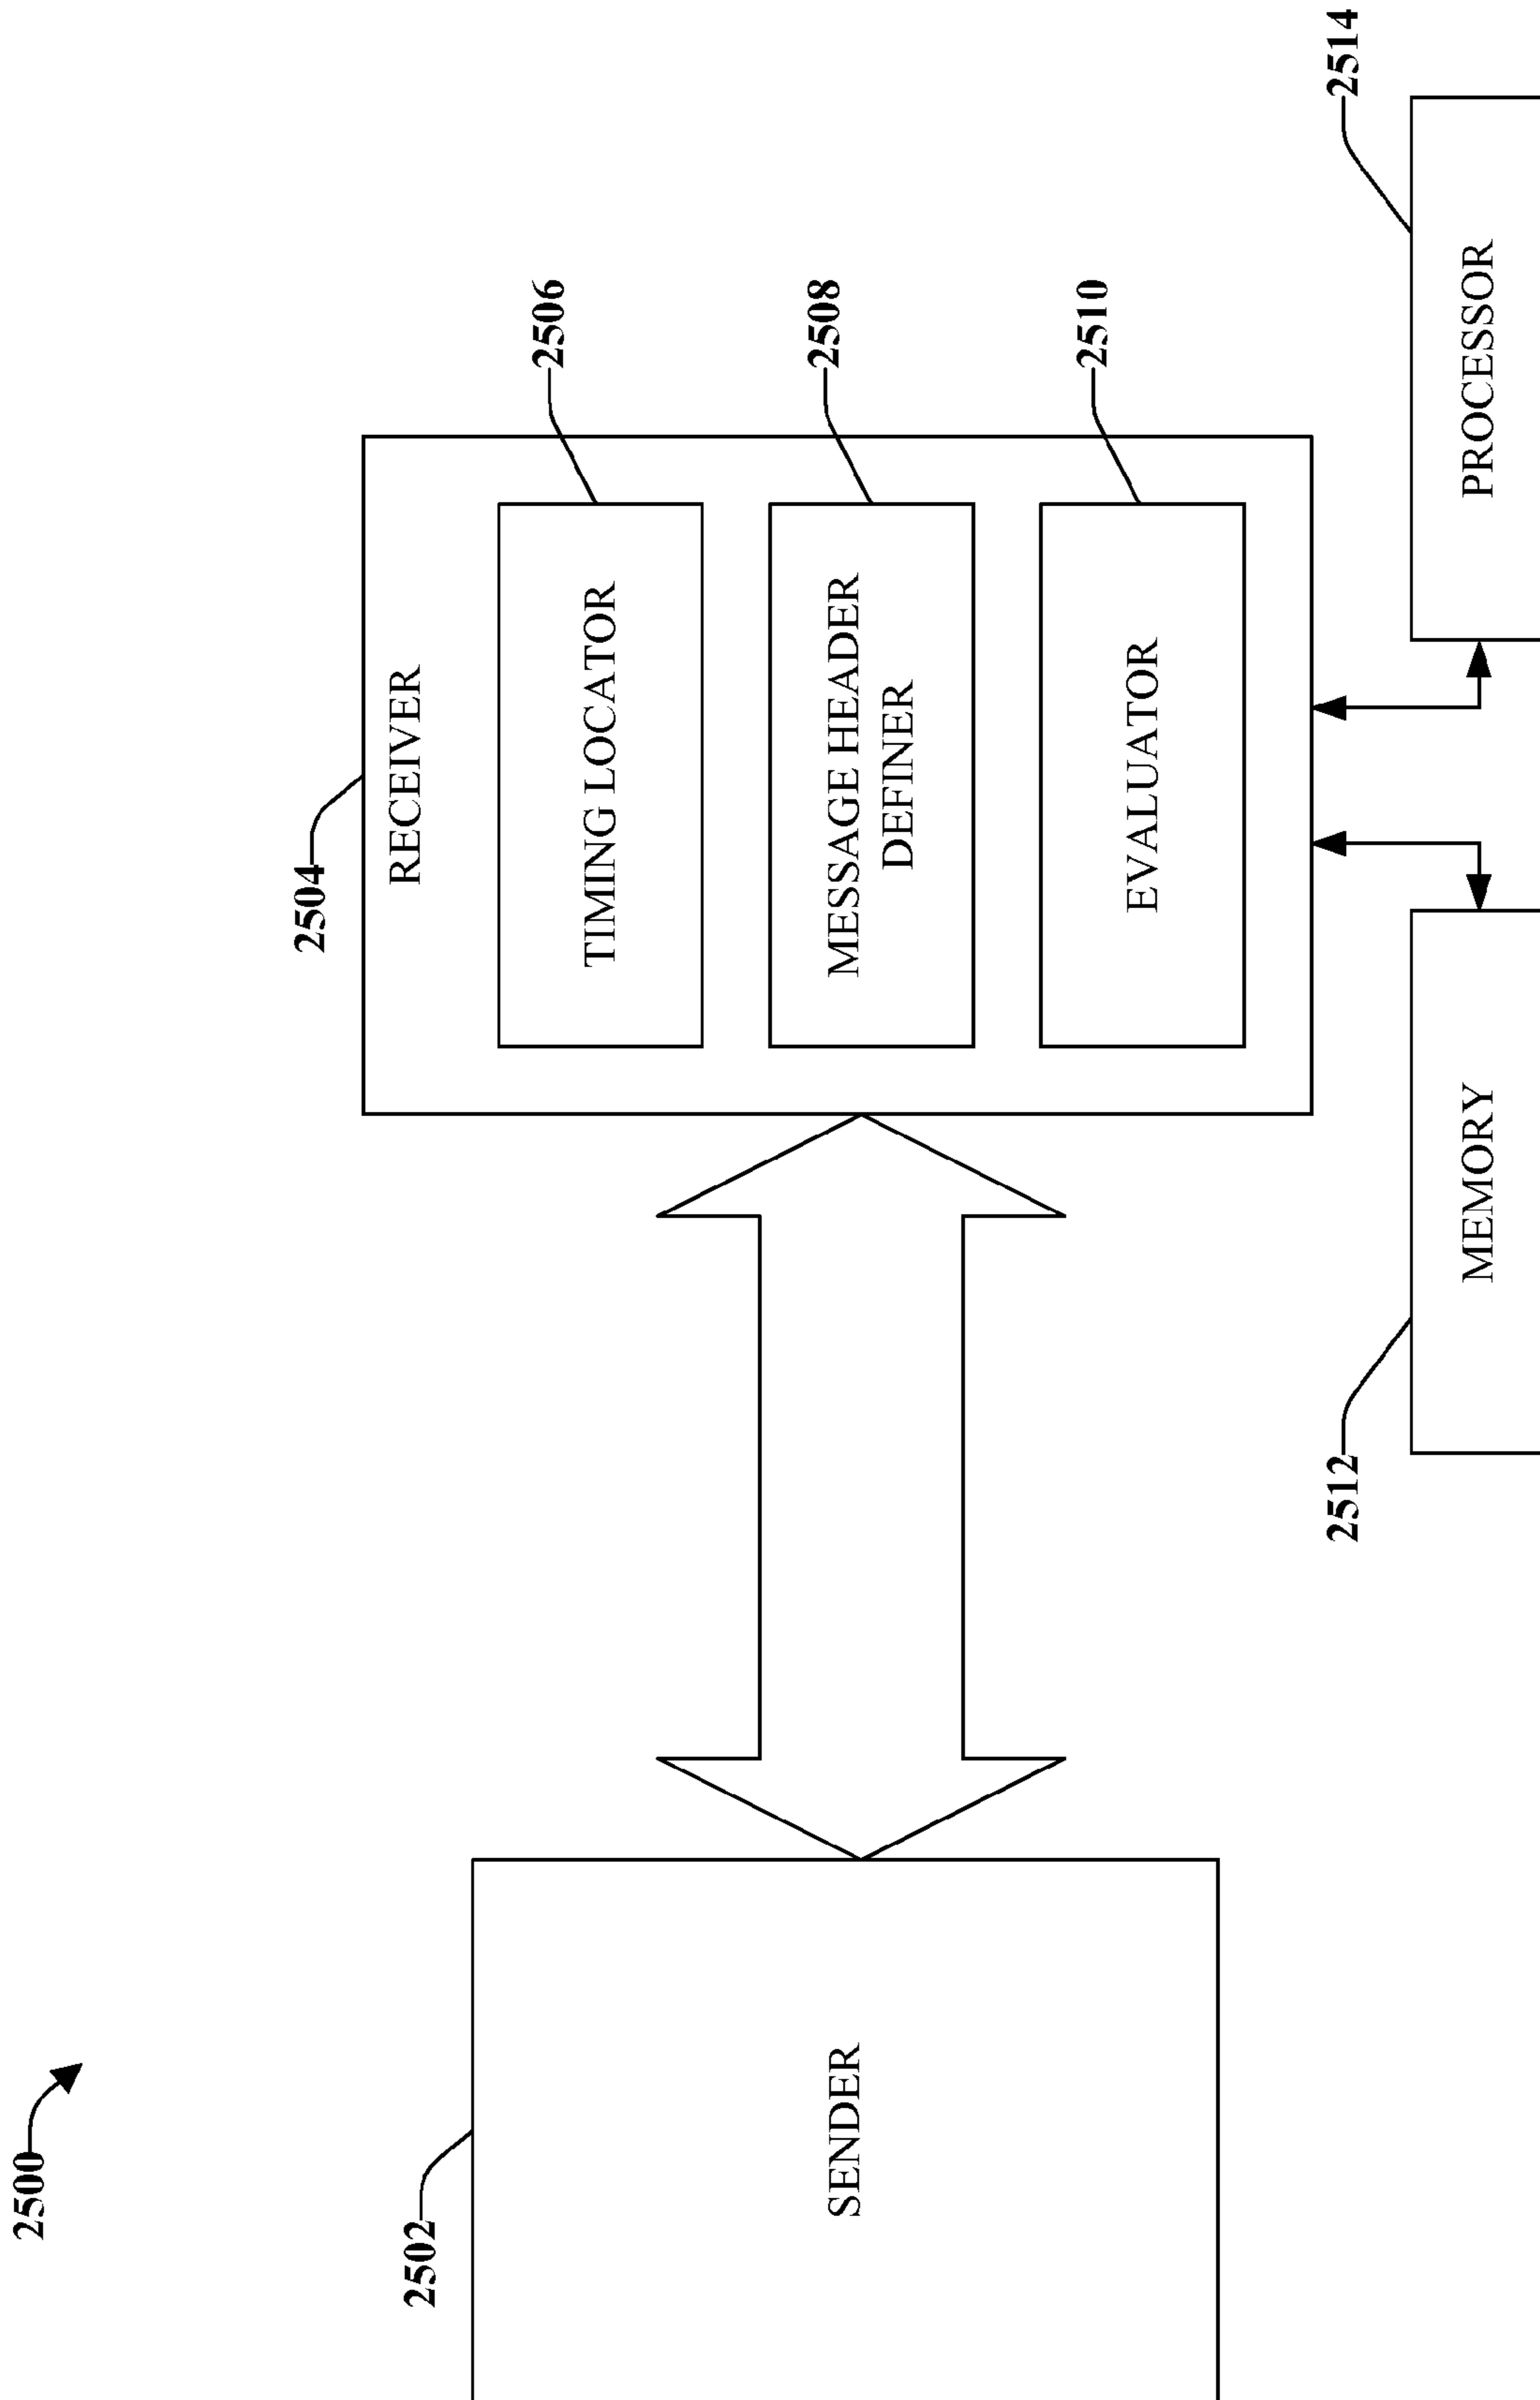 2500
2502
SENDER
2504
RECEIVER
TIMING LOCATOR
2506
MESSAGE HEADER
DEFINER
2508
EVALUATOR
2510
2512
MEMORY
2514
PROCESSOR